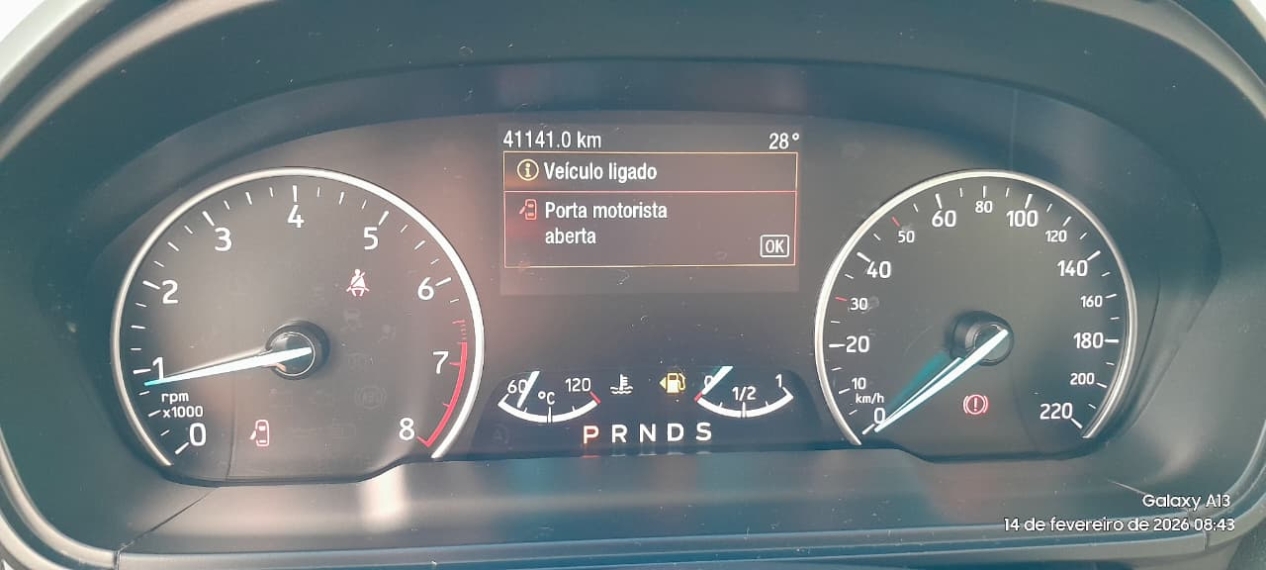 41141.0 km 28°
Veículo ligado
Porta motorista
aberta
OK
0 1 2 3 4 5 6 7 8
rpm
x1000
60 °C 120
0 1/2 1
P R N D S
0 10 20 30 40 50 60 80 100 120 140 160 180 200 220
km/h
Galaxy A13
14 de fevereiro de 2026 08:43